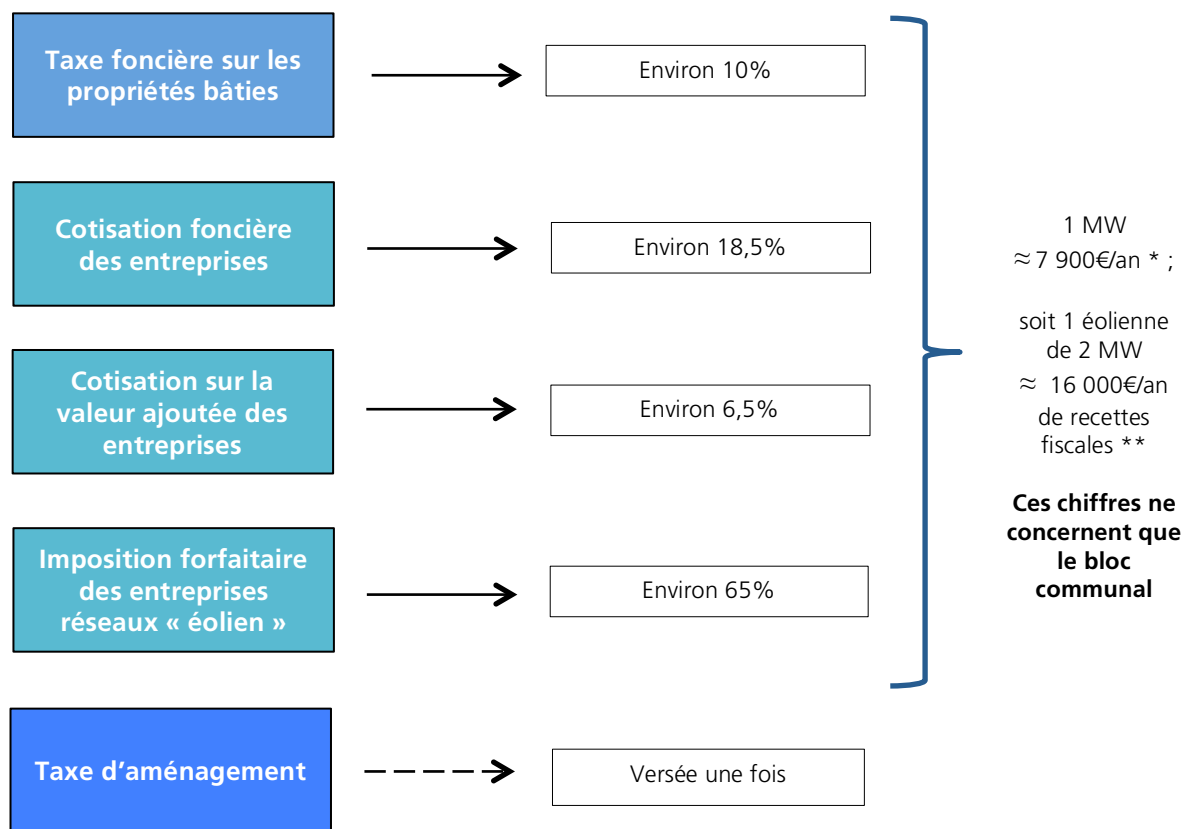 Taxe foncière sur les
propriétés bâties
Environ 10%
Cotisation foncière
des entreprises
Environ 18,5%
Cotisation sur la
valeur ajoutée des
entreprises
Environ 6,5%
Imposition forfaitaire
des entreprises
réseaux « éolien »
Environ 65%
Taxe d’aménagement
Versée une fois
1 MW
≈ 7 900€/an * ;
soit 1 éolienne
de 2 MW
≈ 16 000€/an
de recettes
fiscales **
Ces chiffres ne
concernent que
le bloc
communal